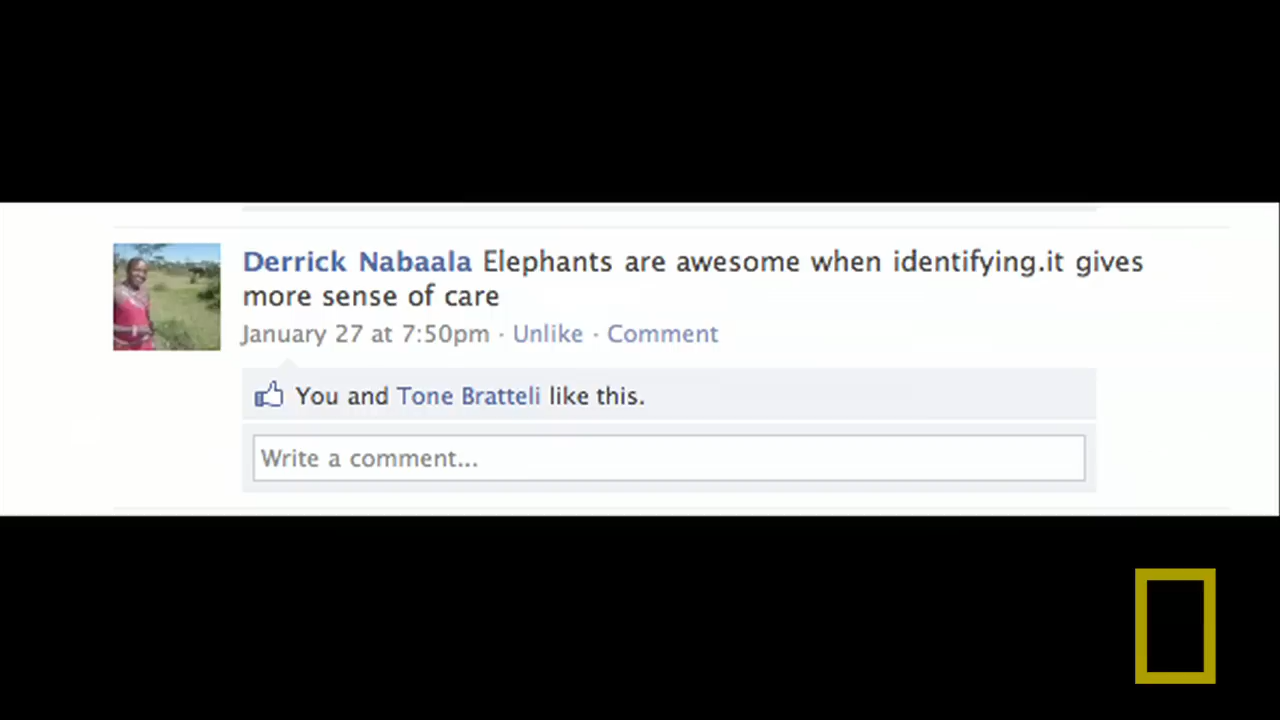 Derrick Nabaala Elephants are awesome when identifying.it gives
more sense of care
January 27 at 7:50pm · Unlike · Comment
You and Tone Bratteli like this.
Write a comment...